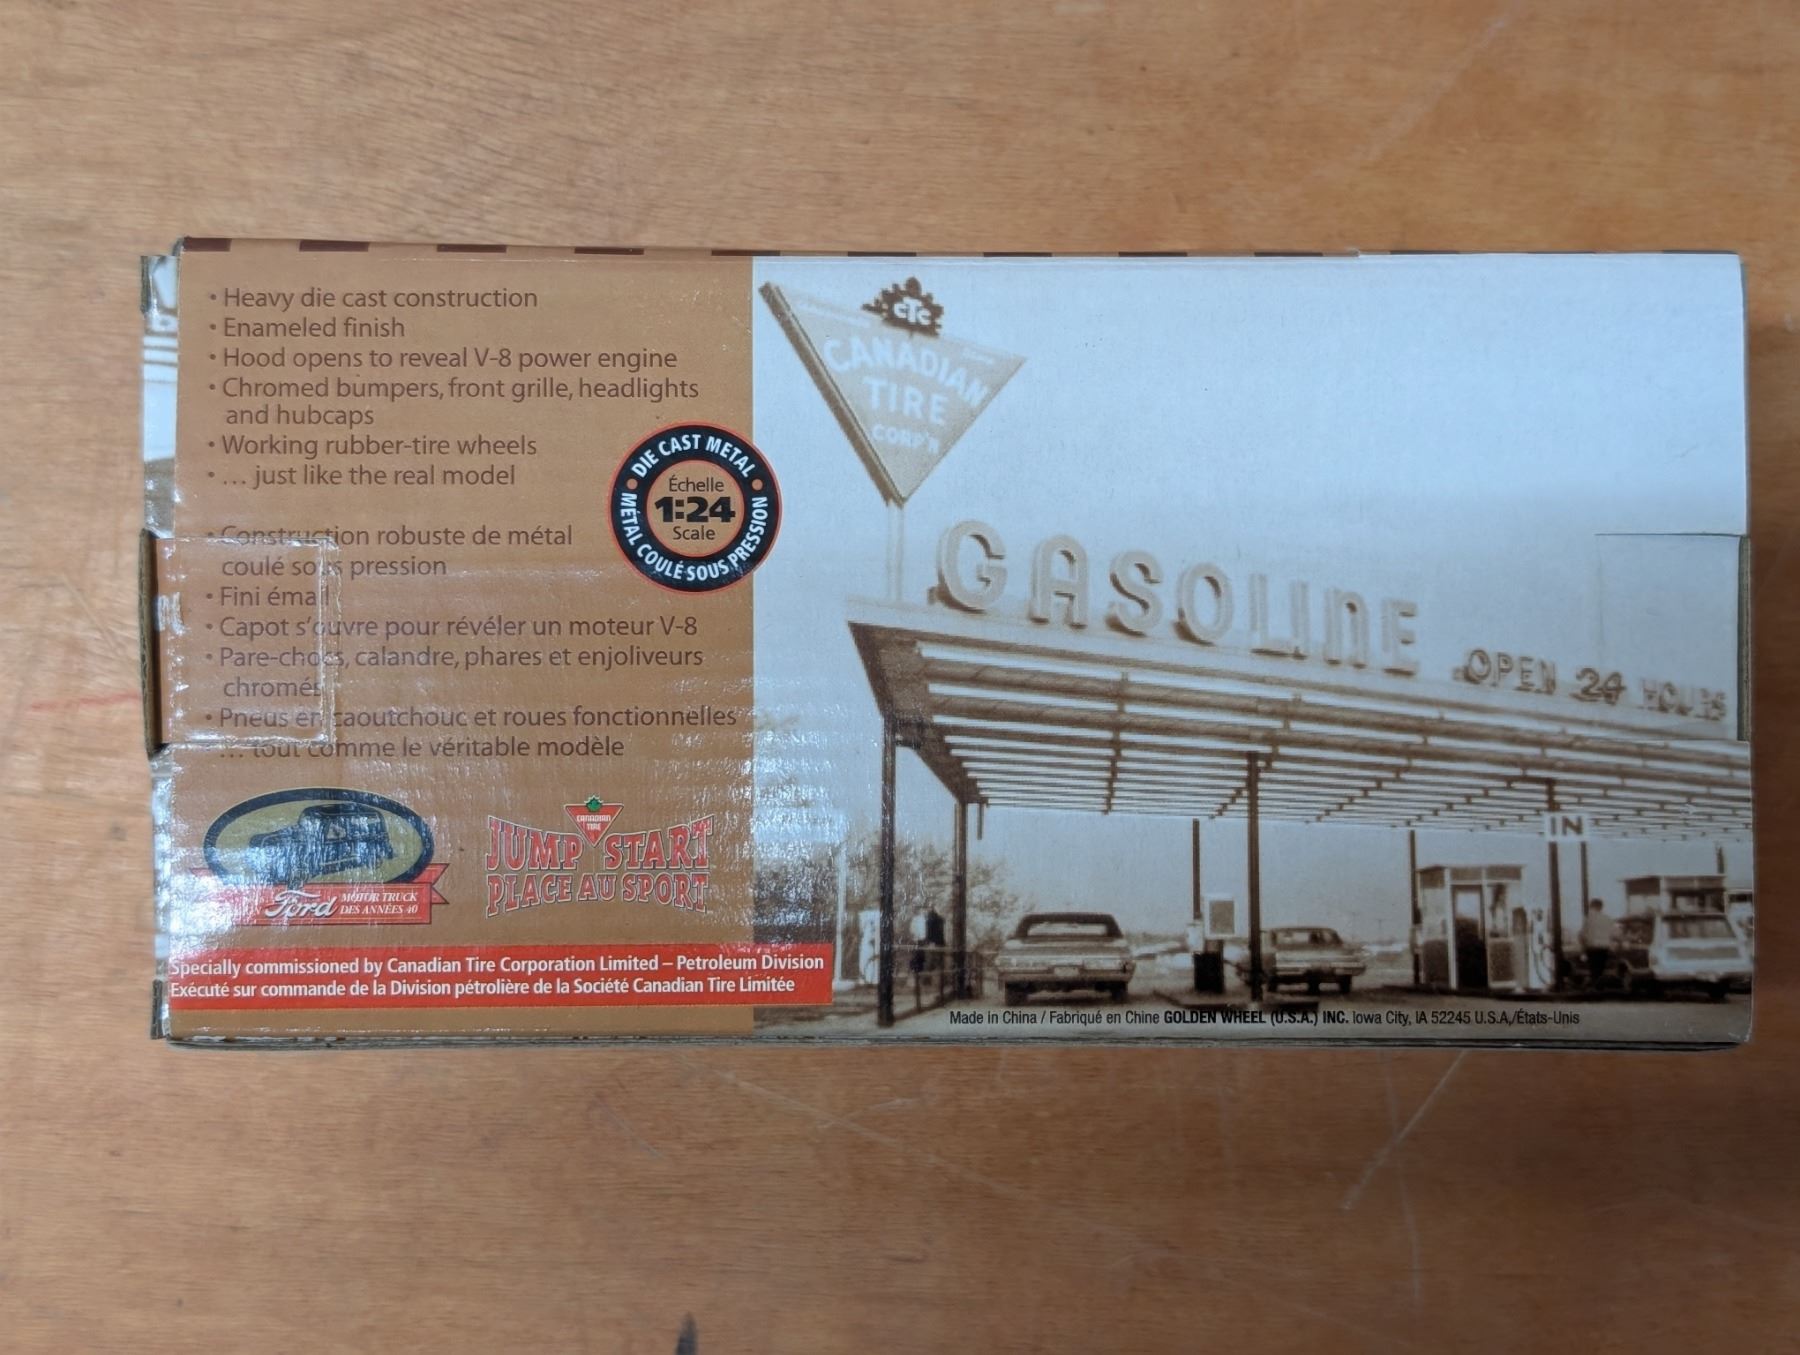 • Heavy die cast construction
• Enameled finish
• Hood opens to reveal V-8 power engine
• Chromed bumpers, front grille, headlights
and hubcaps
• Working rubber-tire wheels
• ... just like the real model
• Construction robuste de métal
coulé sous pression
• Fini émail
• Capot s'ouvre pour révéler un moteur V-8
• Pare-chocs, calandre, phares et enjoliveurs
chromés
• Pneus en caoutchouc et roues fonctionnelles
• ... tout comme le véritable modèle
DIE CAST METAL
Échelle
1:24
Scale
MÉTAL COULÉ SOUS PRESSION
Ford MOTOR TRUCK
DES ANNÉES 40
CANADIAN
TIRE
JUMP START
PLACE AU SPORT
Specially commissioned by Canadian Tire Corporation Limited – Petroleum Division
Exécuté sur commande de la Division pétrolière de la Société Canadian Tire Limitée
CTC
CANADIAN
TIRE
CORP'N
GASOLINE
OPEN 24 HOURS
IN
Made in China / Fabriqué en Chine GOLDEN WHEEL (U.S.A.) INC. Iowa City, IA 52245 U.S.A./États-Unis